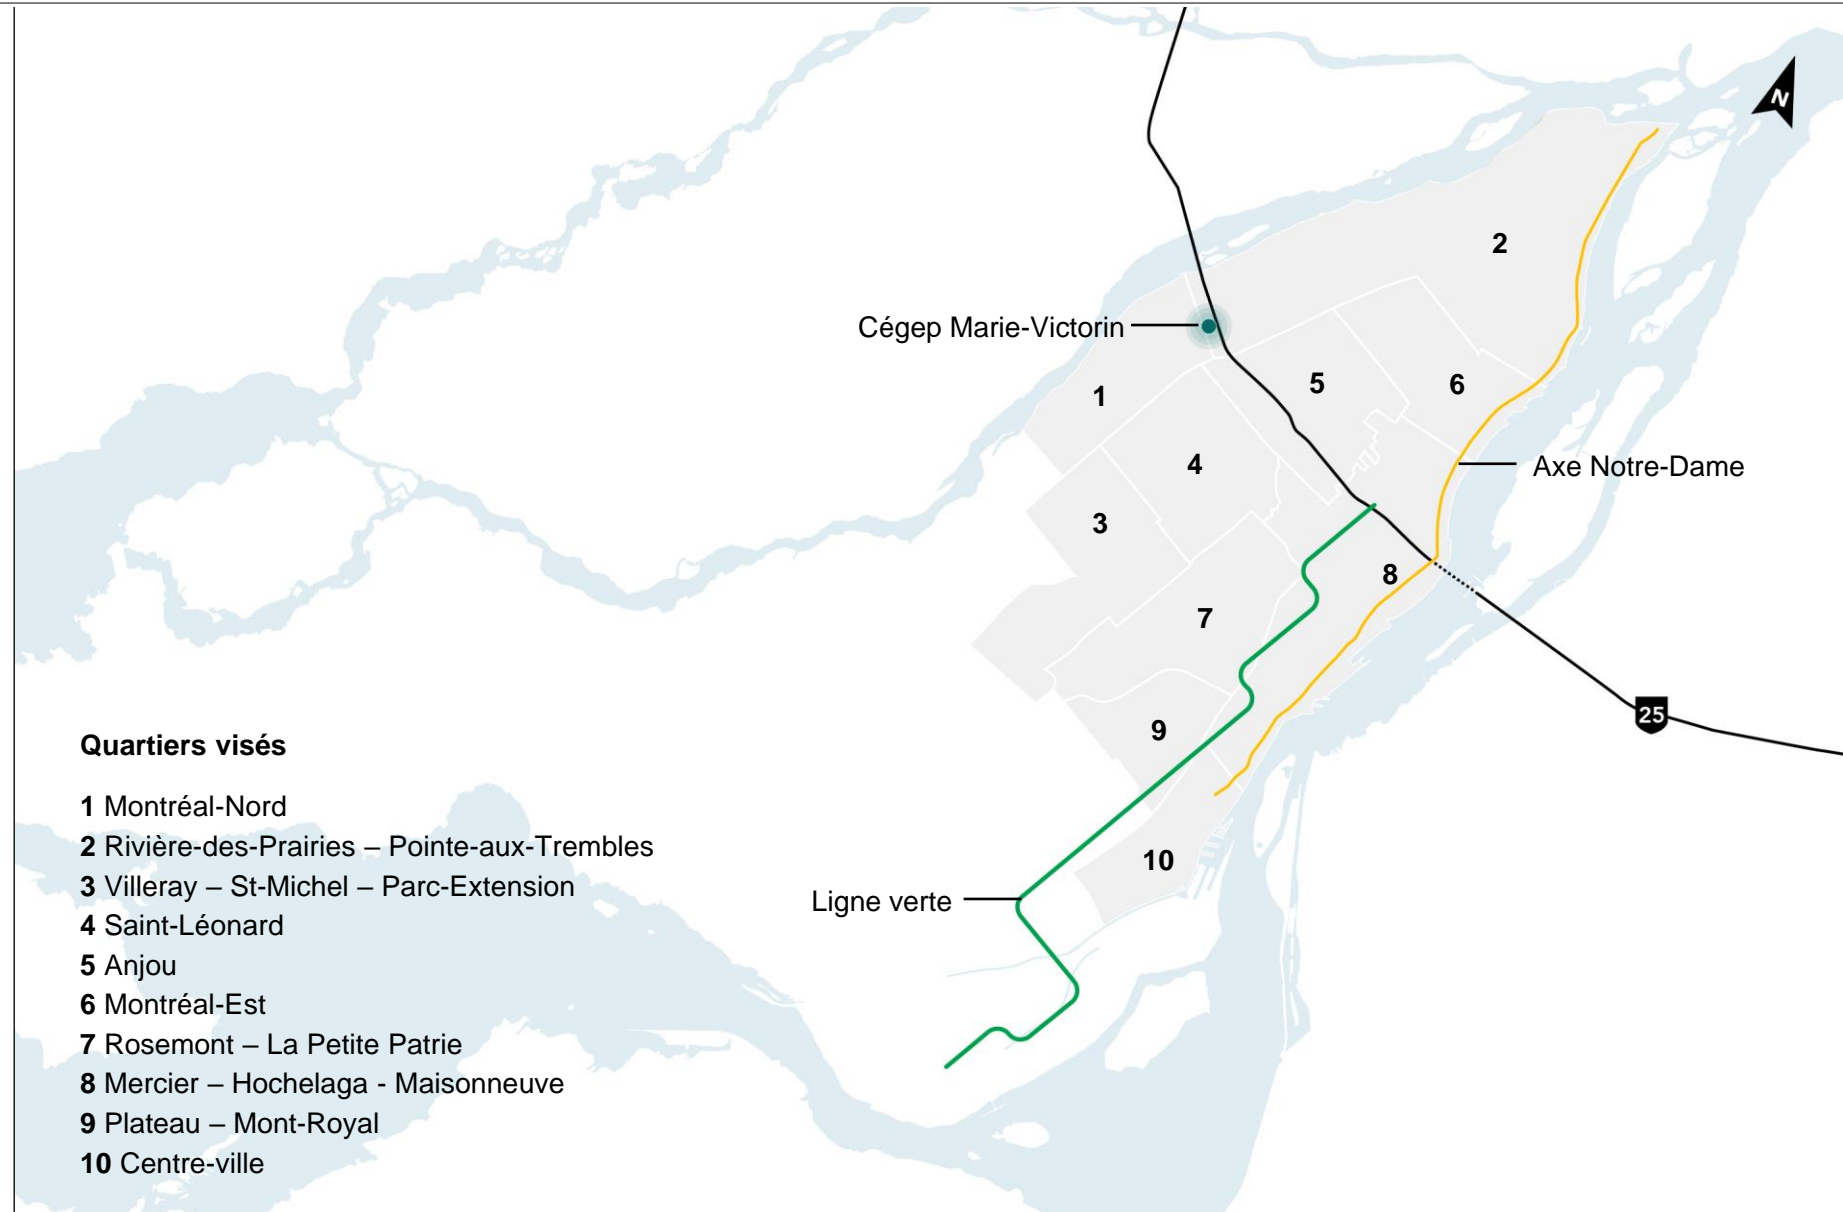 N
2
Cégep Marie-Victorin
5
6
1
4
Axe Notre-Dame
3
8
7
25
9
10
Ligne verte
Quartiers visés
1 Montréal-Nord
2 Rivière-des-Prairies – Pointe-aux-Trembles
3 Villeray – St-Michel – Parc-Extension
4 Saint-Léonard
5 Anjou
6 Montréal-Est
7 Rosemont – La Petite Patrie
8 Mercier – Hochelaga - Maisonneuve
9 Plateau – Mont-Royal
10 Centre-ville